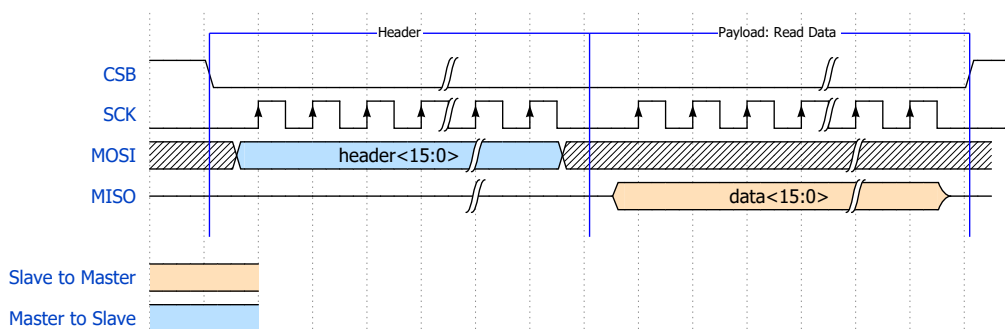 Header
Payload: Read Data
CSB
SCK
MOSI
header<15:0>
MISO
data<15:0>
Slave to Master
Master to Slave